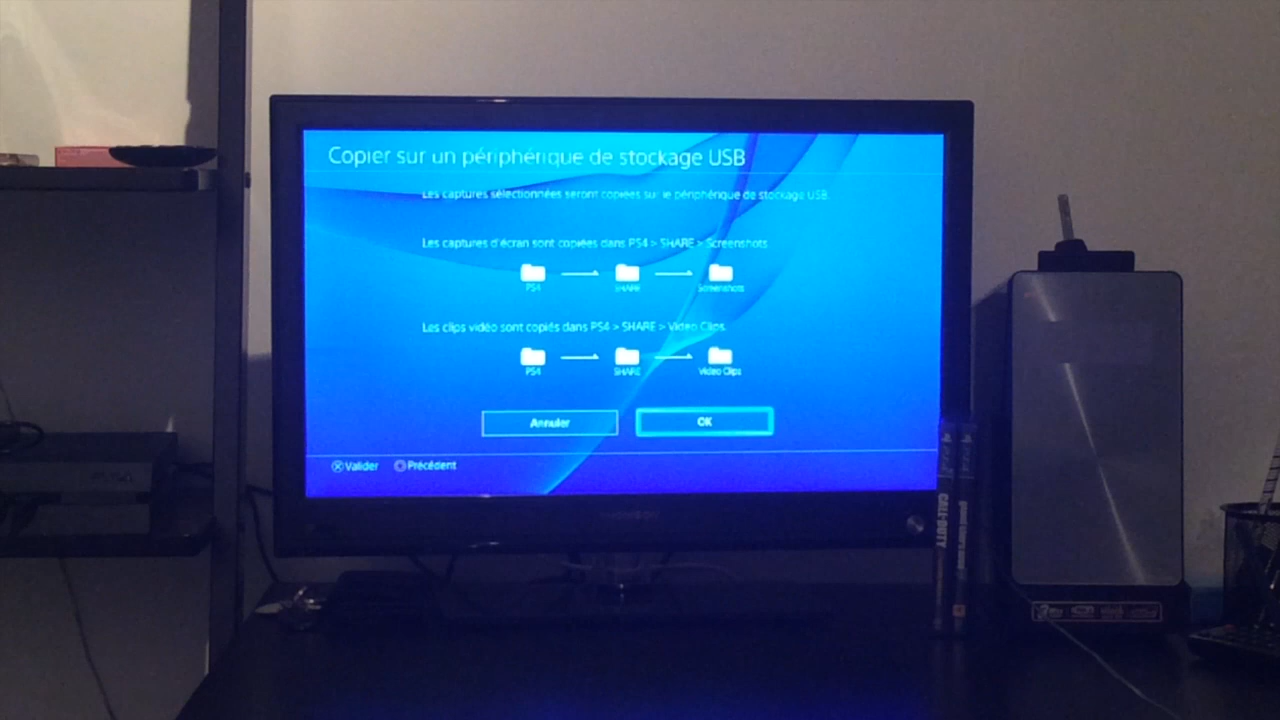 Copier sur un périphérique de stockage USB
Les captures sélectionnées seront copiées sur le périphérique de stockage USB.
Les captures d'écran sont copiées dans PS4 > SHARE > Screenshots
PS4 SHARE Screenshots
Les clips vidéo sont copiés dans PS4 > SHARE > Video Clips.
PS4 SHARE Video Clips
Annuler OK
Valider Précédent
CALL·DUTY